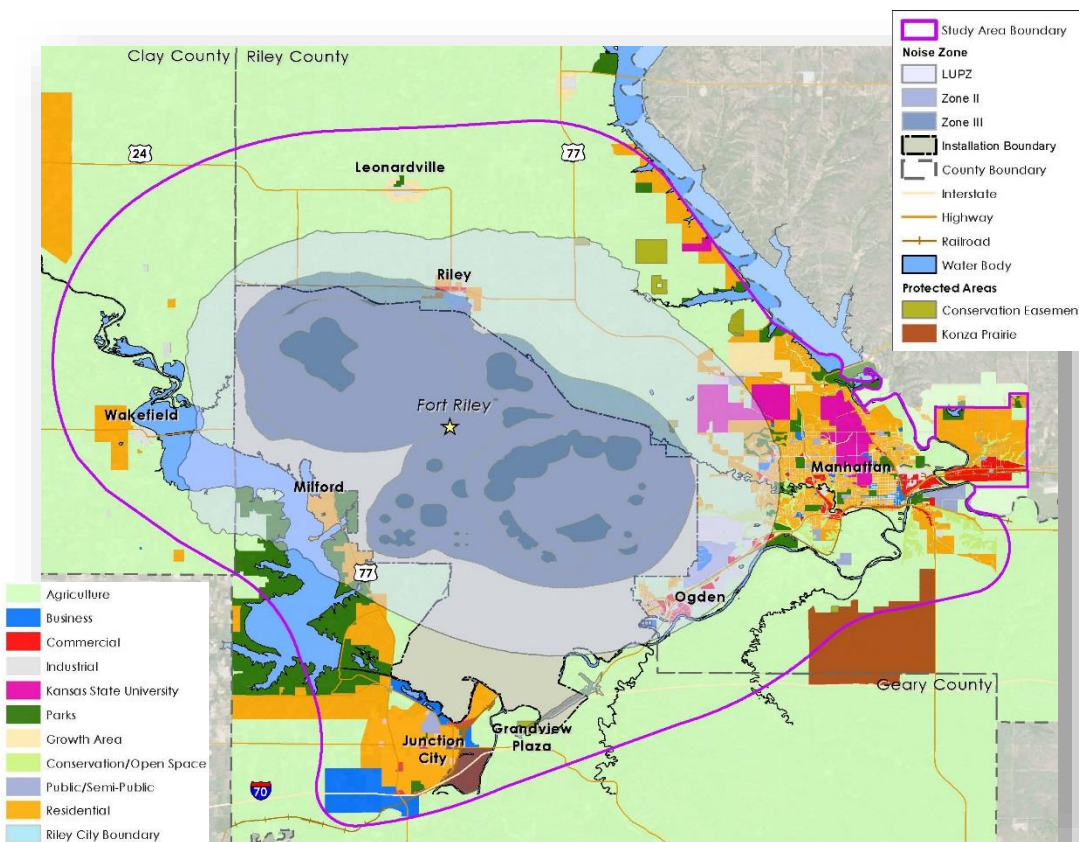 Clay County
Riley County
24
77
Leonardville
Riley
Fort Riley
Wakefield
Milford
77
Manhattan
Ogden
Geary County
Grandview
Plaza
Junction
City
70
Study Area Boundary
Noise Zone
LUPZ
Zone II
Zone III
Installation Boundary
County Boundary
Interstate
Highway
Railroad
Water Body
Protected Areas
Conservation Easemen
Konza Prairie
Agriculture
Business
Commercial
Industrial
Kansas State University
Parks
Growth Area
Conservation/Open Space
Public/Semi-Public
Residential
Riley City Boundary